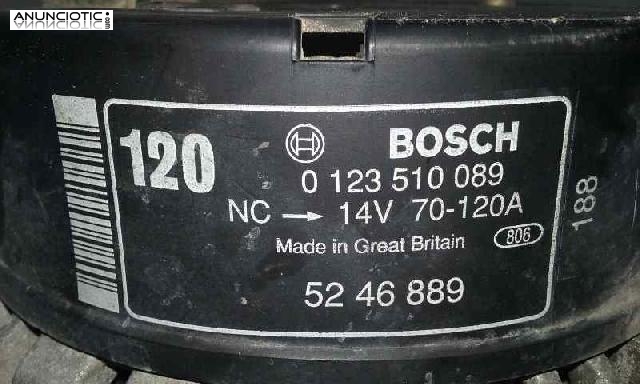 ANUNCIOTIC.com
120
BOSCH
0 123 510 089
NC → 14V 70-120A
Made in Great Britain
806
52 46 889
188